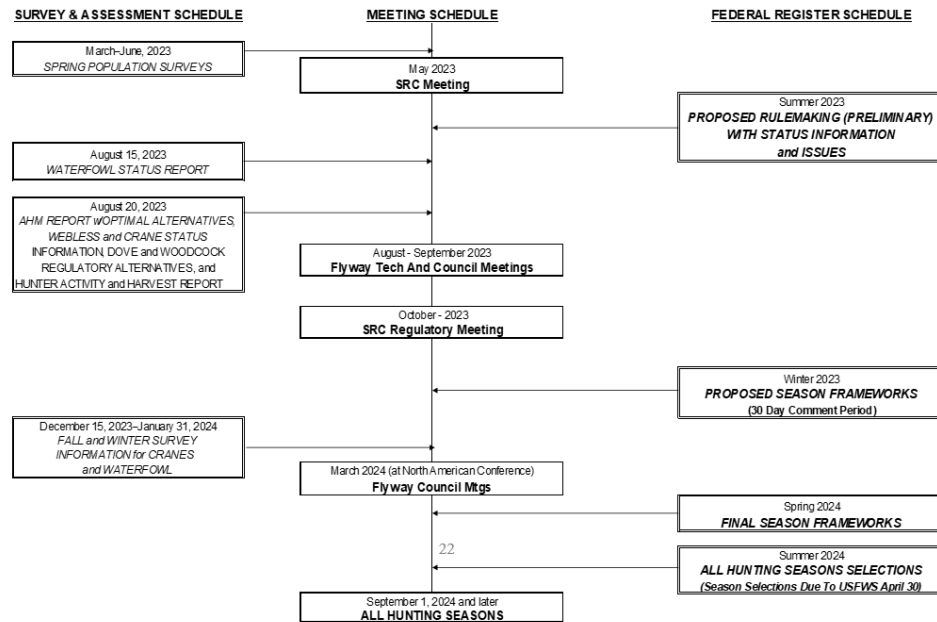 SURVEY & ASSESSMENT SCHEDULE
MEETING SCHEDULE
FEDERAL REGISTER SCHEDULE
March–June, 2023
SPRING POPULATION SURVEYS
May 2023
SRC Meeting
Summer 2023
PROPOSED RULEMAKING (PRELIMINARY)
WITH STATUS INFORMATION
and ISSUES
August 15, 2023
WATERFOWL STATUS REPORT
August 20, 2023
AHM REPORT w/OPTIMAL ALTERNATIVES,
WEBLESS and CRANE STATUS
INFORMATION, DOVE and WOODCOCK
REGULATORY ALTERNATIVES, and
HUNTER ACTIVITY and HARVEST REPORT
August - September 2023
Flyway Tech And Council Meetings
October - 2023
SRC Regulatory Meeting
Winter 2023
PROPOSED SEASON FRAMEWORKS
(30 Day Comment Period)
December 15, 2023–January 31, 2024
FALL and WINTER SURVEY
INFORMATION for CRANES
and WATERFOWL
March 2024 (at North American Conference)
Flyway Council Mtgs
Spring 2024
FINAL SEASON FRAMEWORKS
22
Summer 2024
ALL HUNTING SEASONS SELECTIONS
(Season Selections Due To USFWS April 30)
September 1, 2024 and later
ALL HUNTING SEASONS